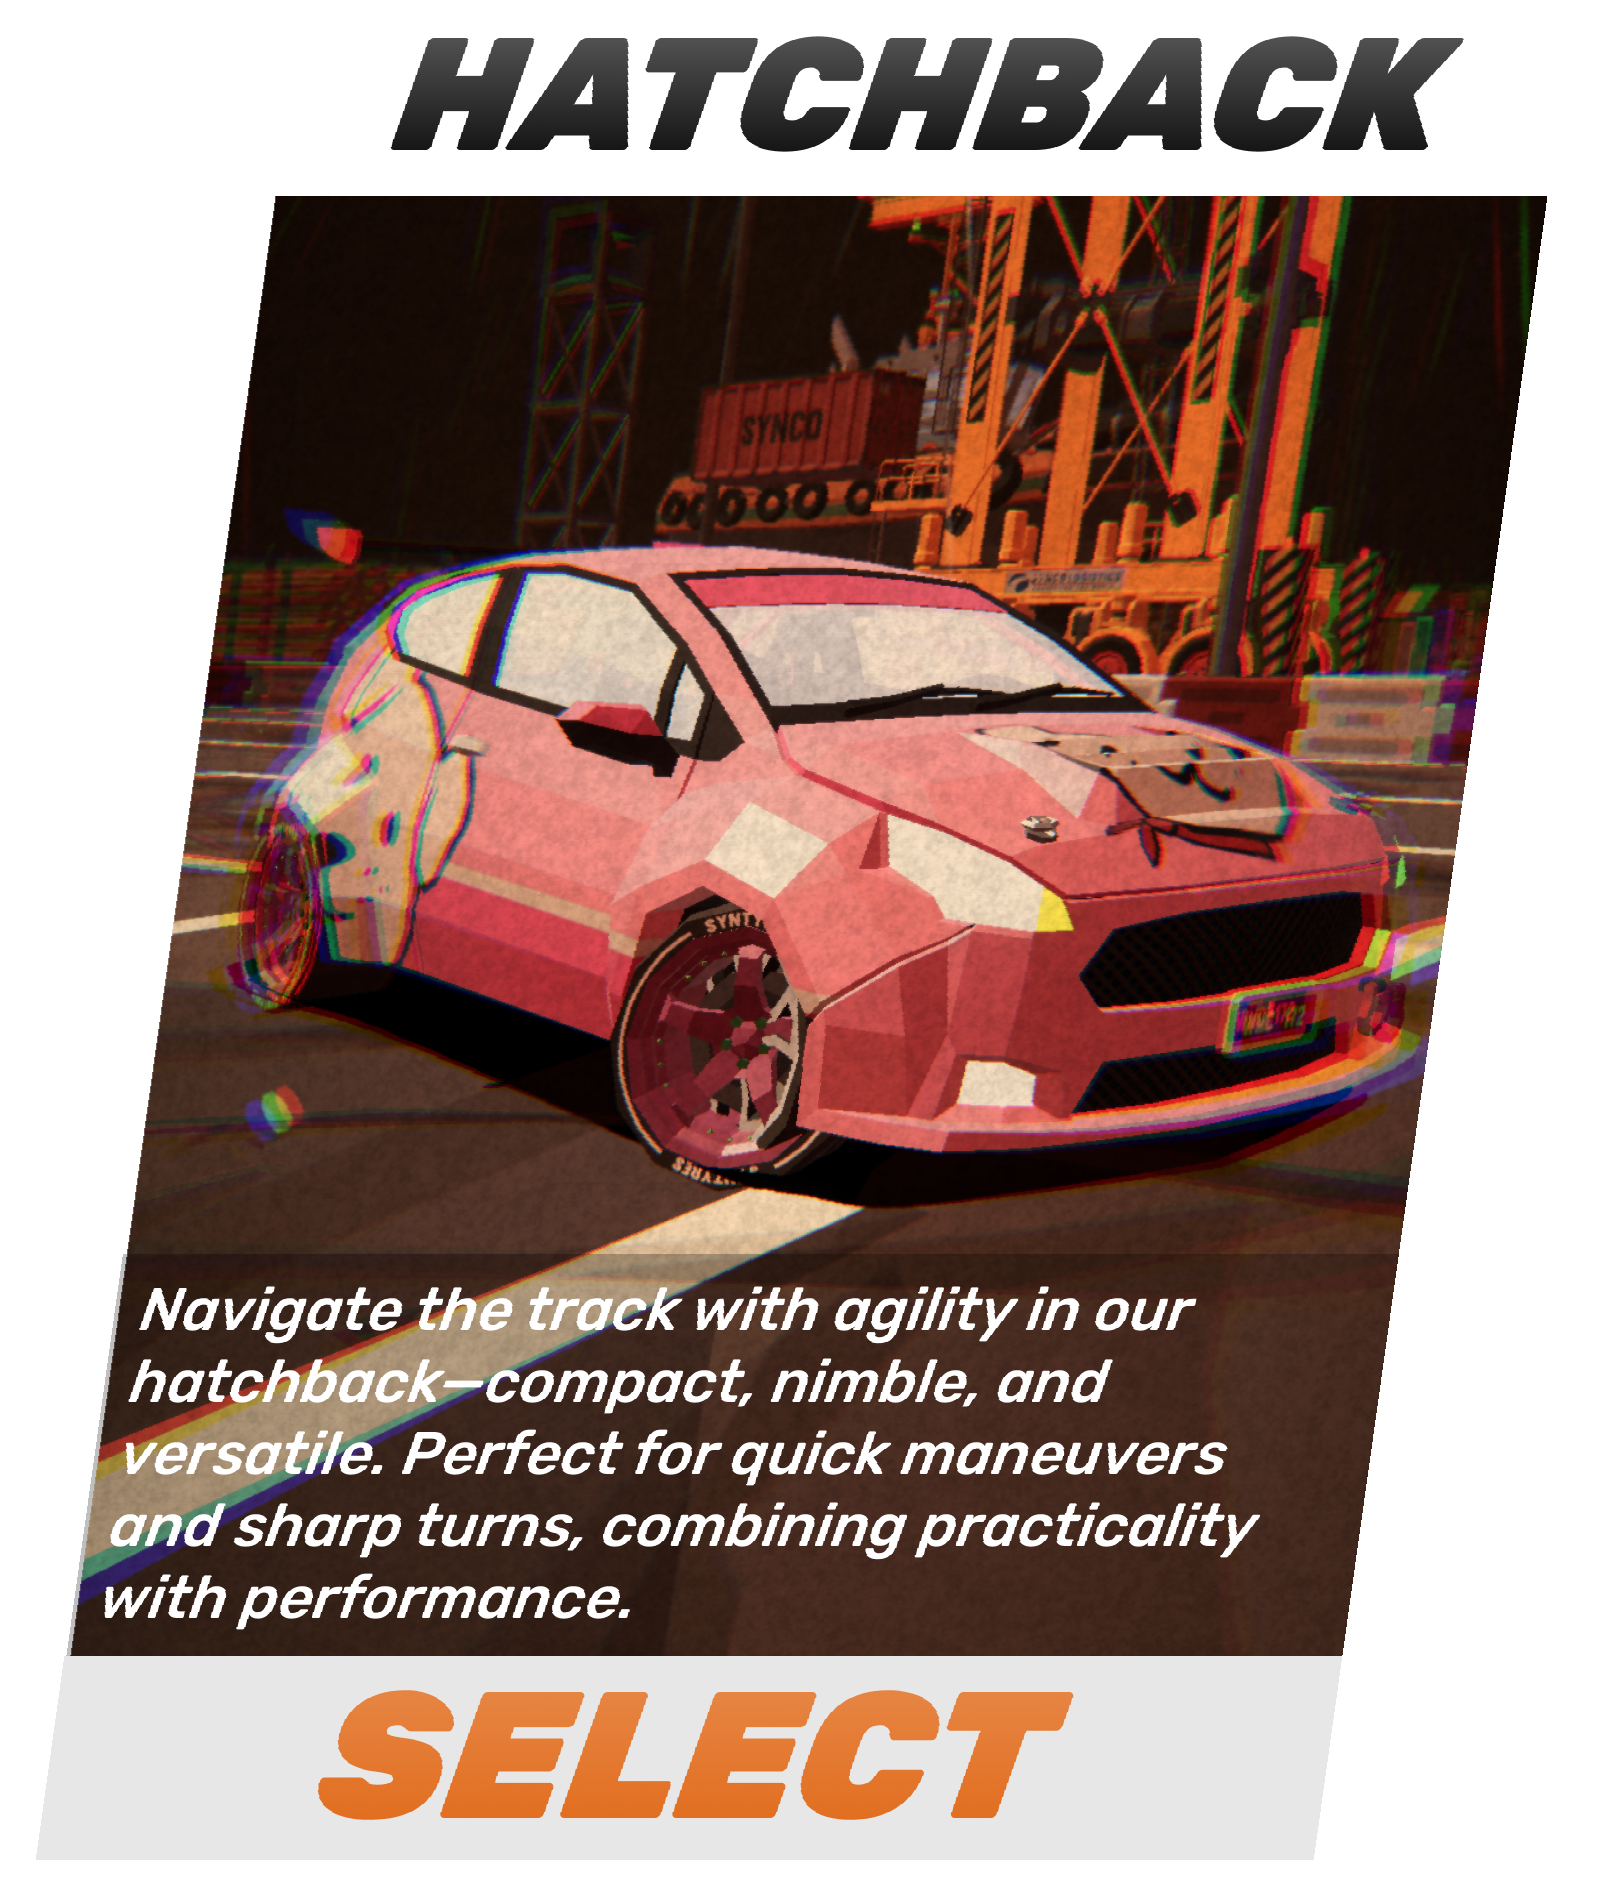 HATCHBACK
SYNCO
SYNTY
Navigate the track with agility in our
hatchback—compact, nimble, and
versatile. Perfect for quick maneuvers
and sharp turns, combining practicality
with performance.
SELECT